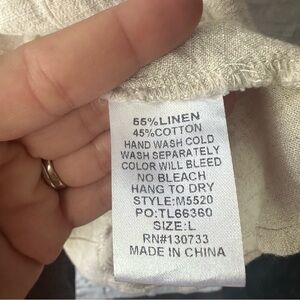 55%LINEN
45%COTTON
HAND WASH COLD
WASH SEPARATELY
COLOR WILL BLEED
NO BLEACH
HANG TO DRY
STYLE:M5520
PO:TL66360
SIZE:L
RN#130733
MADE IN CHINA